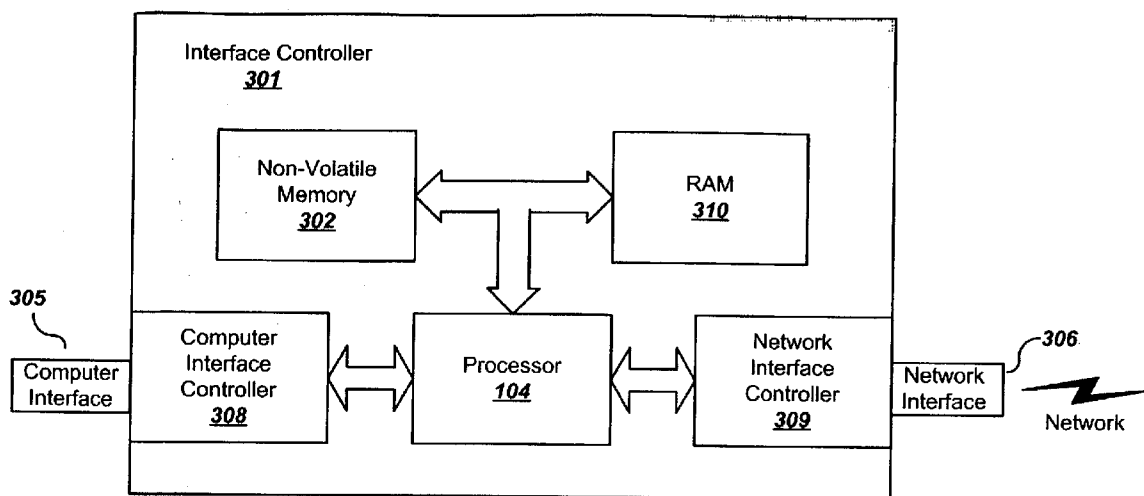 Interface Controller
301
Non-Volatile
Memory
302
RAM
310
305
Computer
Interface
Computer
Interface
Controller
308
Processor
104
Network
Interface
Controller
309
306
Network
Interface
Network